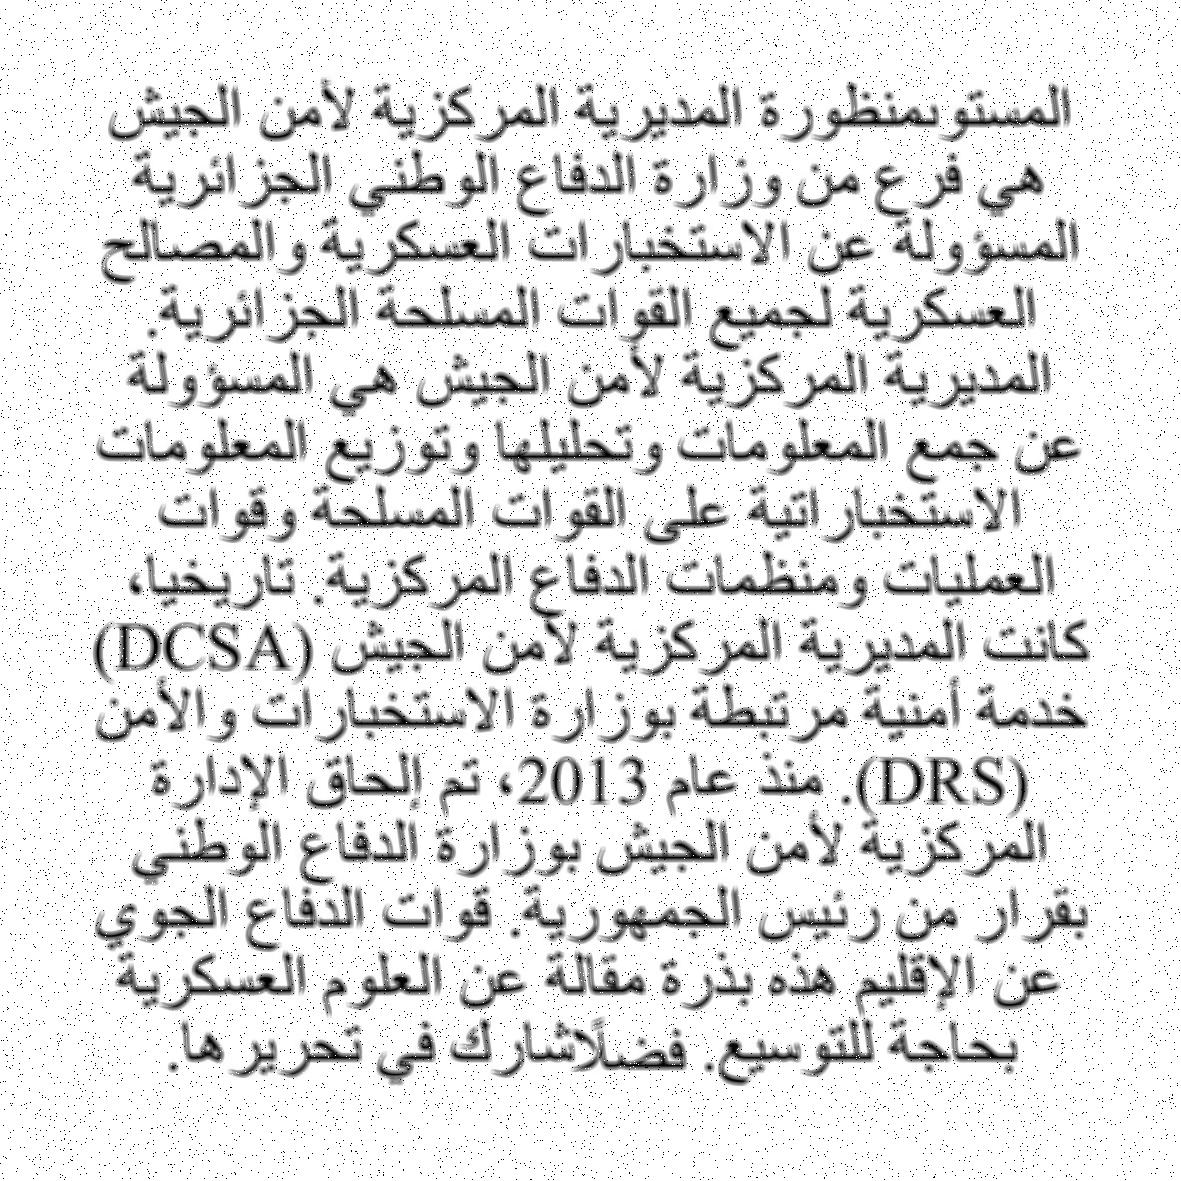 المستوىمنظورة المديرية المركزية لأمن الجيش
هي فرع من وزارة الدفاع الوطني الجزائرية
المسؤولة عن الاستخبارات العسكرية والمصالح
العسكرية لجميع القوات المسلحة الجزائرية.
المديرية المركزية لأمن الجيش هي المسؤولة
عن جمع المعلومات وتحليلها وتوزيع المعلومات
الاستخباراتية على القوات المسلحة وقوات
العمليات ومنظمات الدفاع المركزية. تاريخيا،
كانت المديرية المركزية لأمن الجيش (DCSA)
خدمة أمنية مرتبطة بوزارة الاستخبارات والأمن
(DRS). منذ عام 2013، تم إلحاق الإدارة
المركزية لأمن الجيش بوزارة الدفاع الوطني
بقرار من رئيس الجمهورية. قوات الدفاع الجوي
عن الإقليم هذه بذرة مقالة عن العلوم العسكرية
بحاجة للتوسيع. فضلًاشارك في تحريرها.